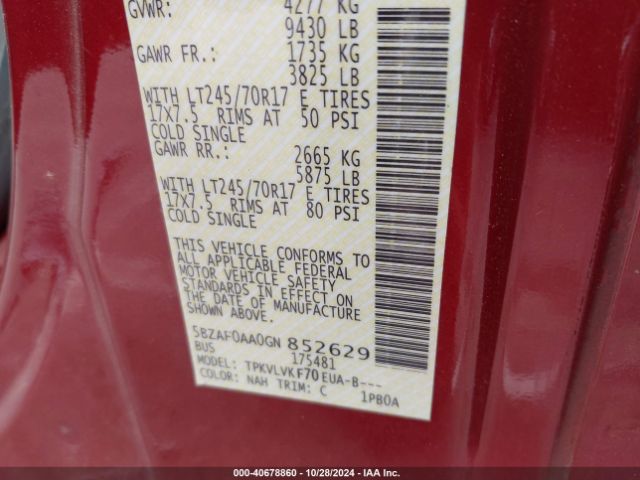 GVWR: 4277 KG
9430 LB
GAWR FR.: 1735 KG
3825 LB
WITH LT245/70R17 E TIRES
17X7.5 RIMS AT 50 PSI
COLD SINGLE
GAWR RR.: 2665 KG
5875 LB
WITH LT245/70R17 E TIRES
17X7.5 RIMS AT 80 PSI
COLD SINGLE
THIS VEHICLE CONFORMS TO
ALL APPLICABLE FEDERAL
MOTOR VEHICLE SAFETY
STANDARDS IN EFFECT ON
THE DATE OF MANUFACTURE
SHOWN ABOVE.
5BZAF0AA0GN 852629
BUS 175481
MODEL: TPKVLVKF70EUA-B---
COLOR: NAH TRIM: C 1PB0A
000-40678860 | 10/28/2024 | IAA Inc.